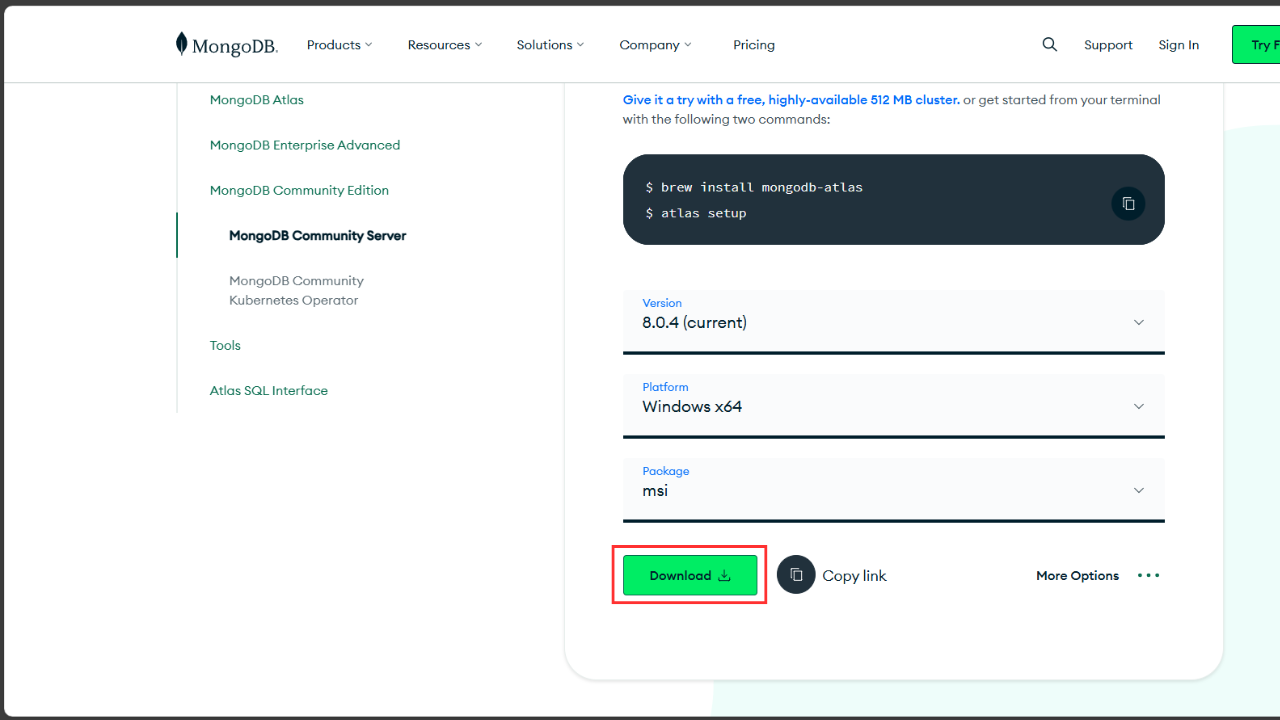 MongoDB.
Products
Resources
Solutions
Company
Pricing
Support
Sign In
Try F
MongoDB Atlas
MongoDB Enterprise Advanced
MongoDB Community Edition
MongoDB Community Server
MongoDB Community
Kubernetes Operator
Tools
Atlas SQL Interface
Give it a try with a free, highly-available 512 MB cluster. or get started from your terminal
with the following two commands:
$ brew install mongodb-atlas
$ atlas setup
Version
8.0.4 (current)
Platform
Windows x64
Package
msi
Download
Copy link
More Options